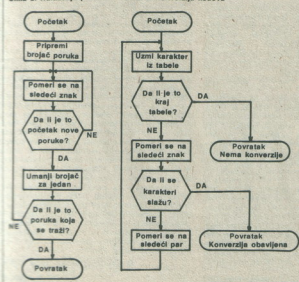 Početak
Pripremi
brojač poruka
Pomeri se na
sledeći znak
Da li je to
početak nove
poruke?
NE
DA
Umanji brojač
za jedan
Da li je to
poruka koja
se traži?
NE
DA
Povratak
Početak
Uzmi karakter
iz tabele
Da li je to
kraj
tabele?
DA
NE
Povratak
Nema konverzije
Pomeri se na
sledeći znak
Da li se
karakteri
slažu?
DA
NE
Povratak
Konverzija obavljena
Pomeri se na
sledeći par